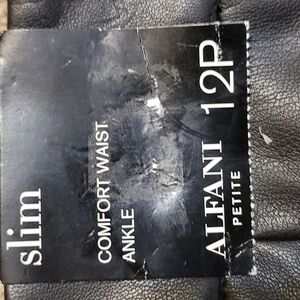 slim
COMFORT WAIST
ANKLE
ALFANI
PETITE
12P